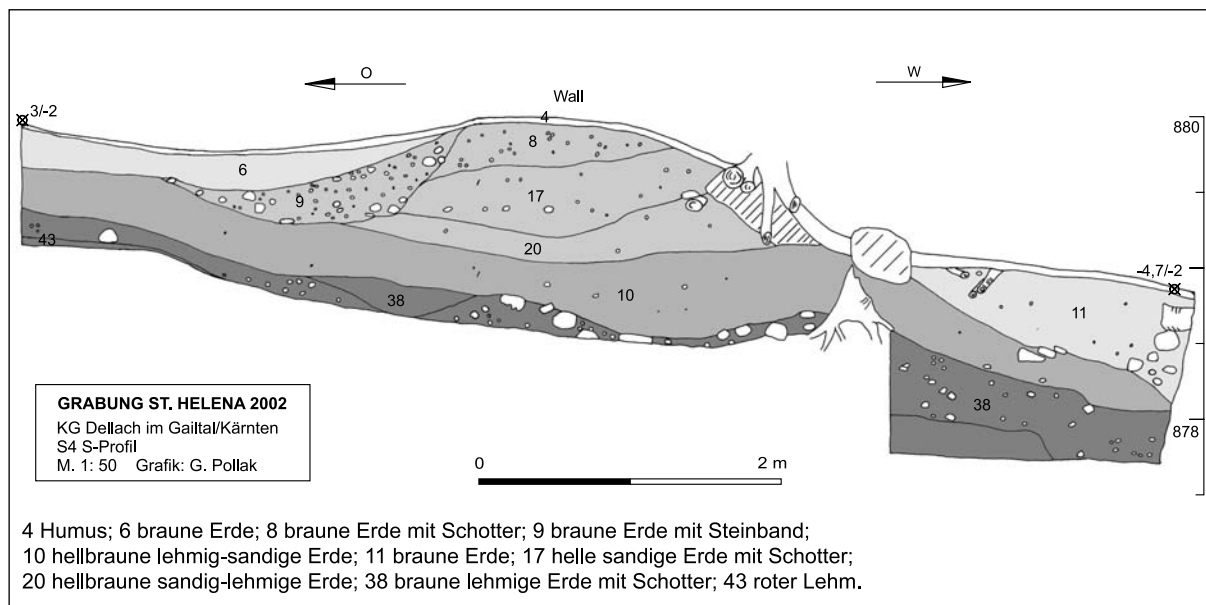 O
W
Wall
3/-2
4
880
8
6
17
9
20
43
-4,7/-2
10
38
11
38
878
GRABUNG ST. HELENA 2002
KG Dellach im Gailtal/Kärnten
S4 S-Profil
M. 1: 50 Grafik: G. Pollak
0
2 m
4 Humus; 6 braune Erde; 8 braune Erde mit Schotter; 9 braune Erde mit Steinband;
10 hellbraune lehmig-sandige Erde; 11 braune Erde; 17 helle sandige Erde mit Schotter;
20 hellbraune sandig-lehmige Erde; 38 braune lehmige Erde mit Schotter; 43 roter Lehm.